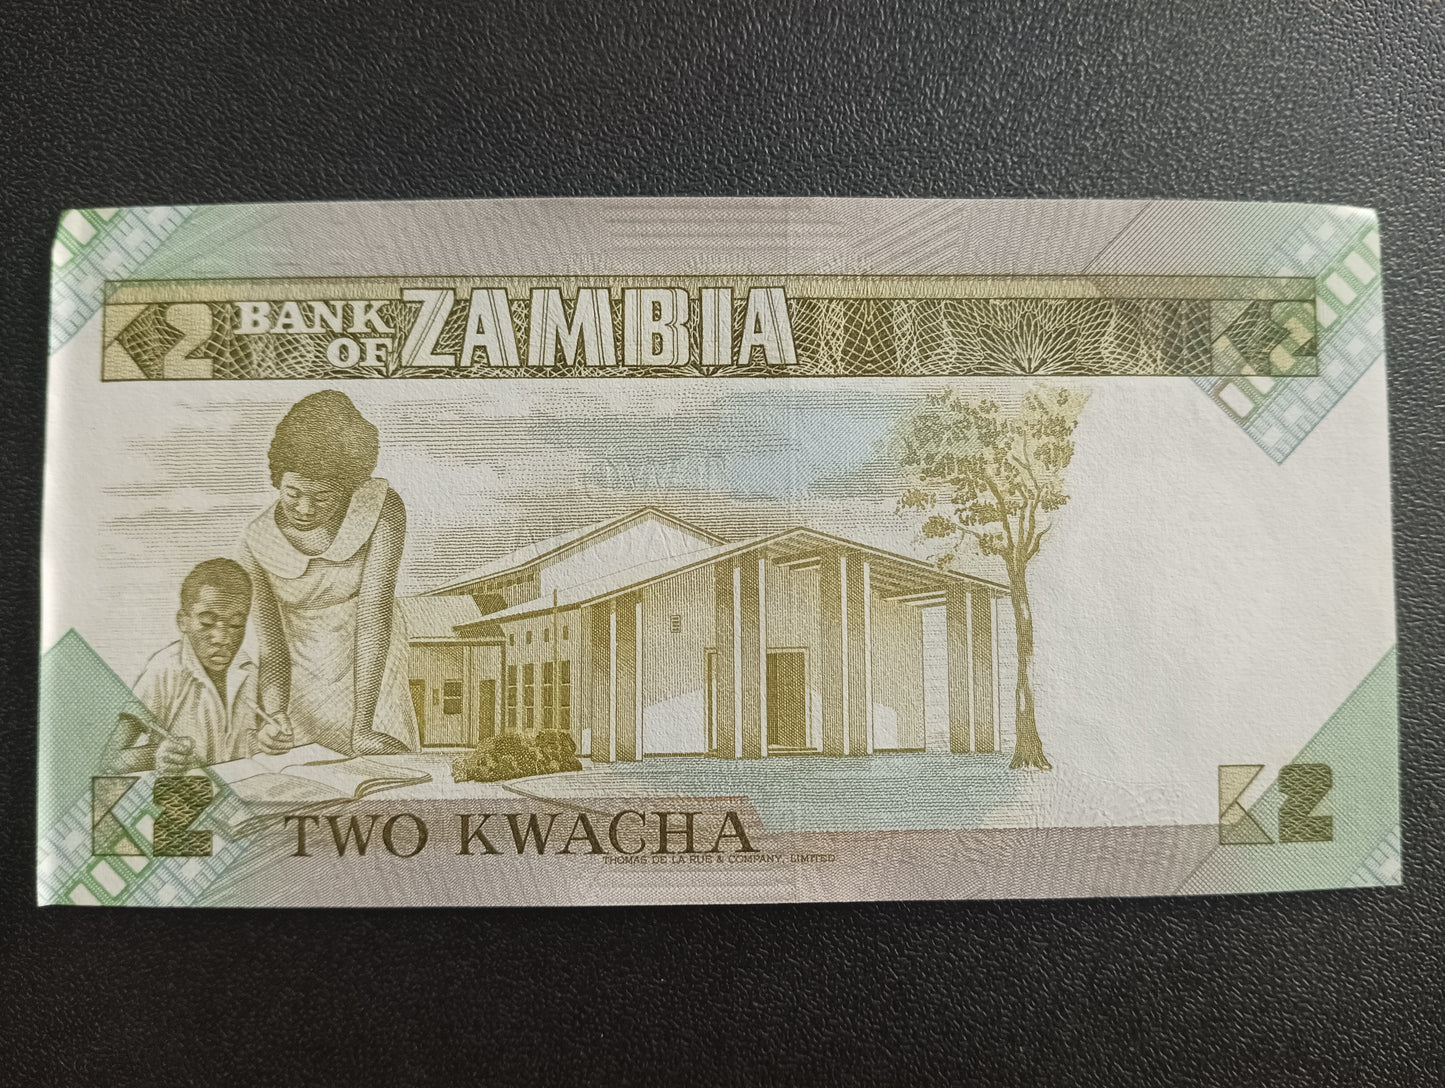 K2 BANK OF ZAMBIA K2
TWO KWACHA
THOMAS DE LA RUE & COMPANY, LIMITED
K2 K2